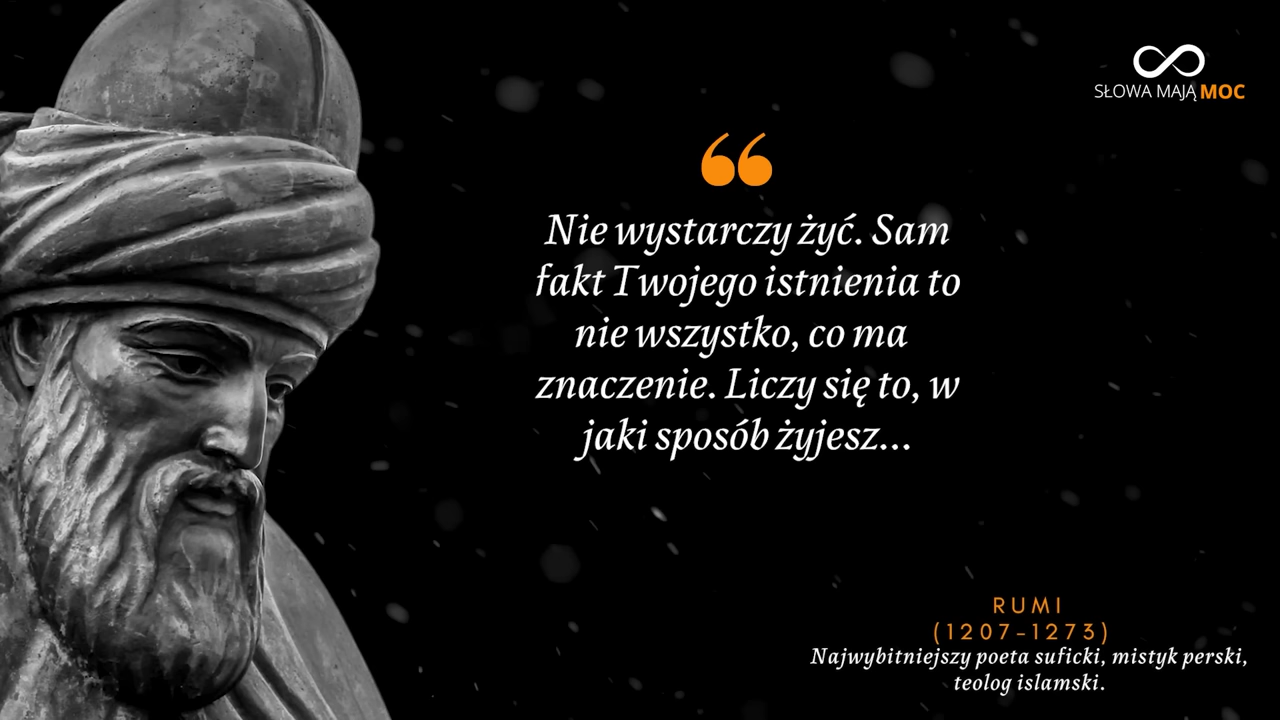 SŁOWA MAJĄ MOC
Nie wystarczy żyć. Sam
fakt Twojego istnienia to
nie wszystko, co ma
znaczenie. Liczy się to, w
jaki sposób żyjesz...
RUMI
(1207-1273)
Najwybitniejszy poeta suficki, mistyk perski,
teolog islamski.